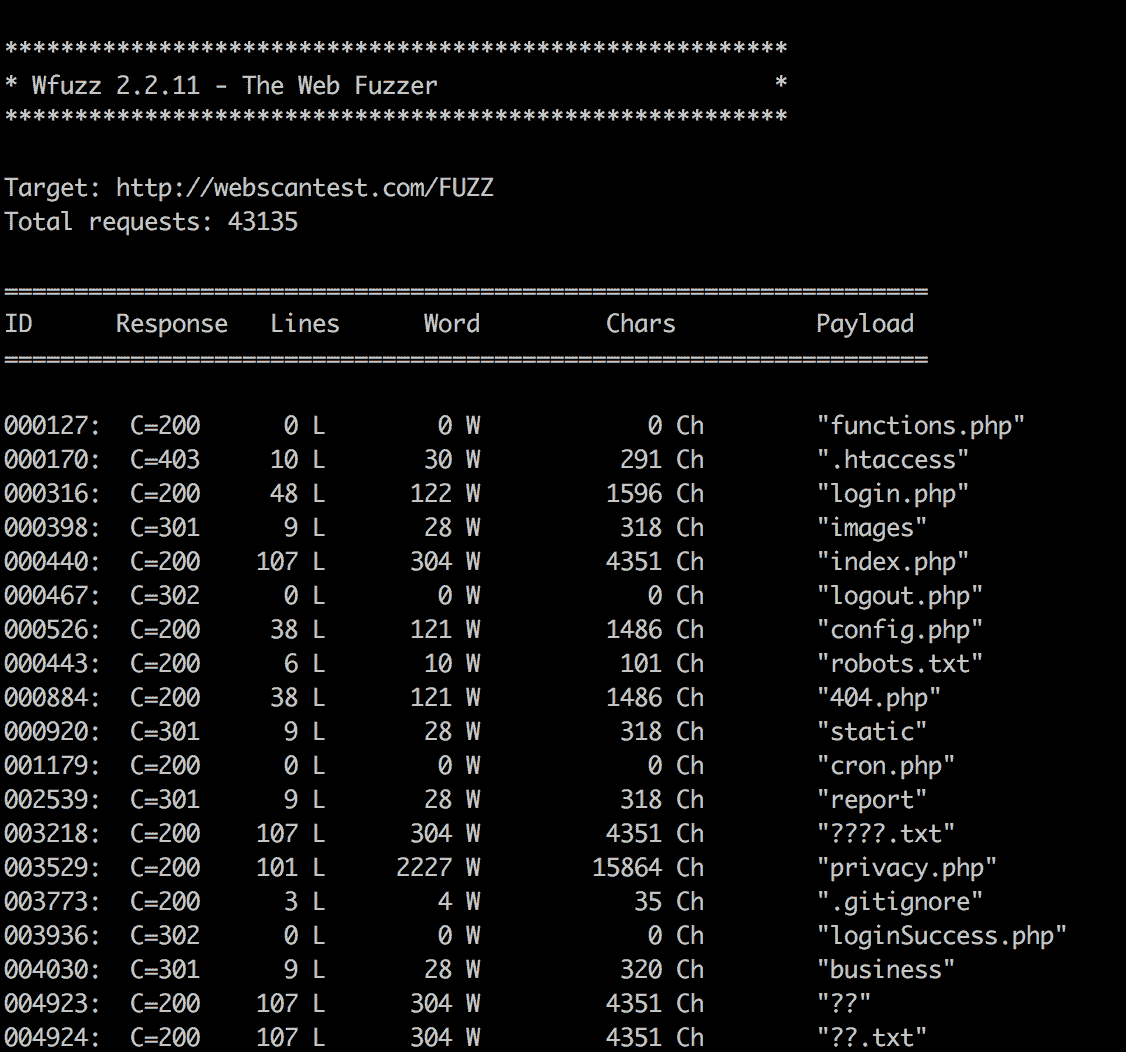 ********************************************************
* Wfuzz 2.2.11 - The Web Fuzzer                        *
********************************************************
Target: http://webscantest.com/FUZZ
Total requests: 43135
==================================================================
ID      Response   Lines      Word         Chars          Payload
==================================================================
000127:  C=200      0 L        0 W            0 Ch        "functions.php"
000170:  C=403     10 L       30 W          291 Ch        ".htaccess"
000316:  C=200     48 L      122 W         1596 Ch        "login.php"
000398:  C=301      9 L       28 W          318 Ch        "images"
000440:  C=200    107 L      304 W         4351 Ch        "index.php"
000467:  C=302      0 L        0 W            0 Ch        "logout.php"
000526:  C=200     38 L      121 W         1486 Ch        "config.php"
000443:  C=200      6 L       10 W          101 Ch        "robots.txt"
000884:  C=200     38 L      121 W         1486 Ch        "404.php"
000920:  C=301      9 L       28 W          318 Ch        "static"
001179:  C=200      0 L        0 W            0 Ch        "cron.php"
002539:  C=301      9 L       28 W          318 Ch        "report"
003218:  C=200    107 L      304 W         4351 Ch        "????.txt"
003529:  C=200    101 L     2227 W        15864 Ch        "privacy.php"
003773:  C=200      3 L        4 W           35 Ch        ".gitignore"
003936:  C=302      0 L        0 W            0 Ch        "loginSuccess.php"
004030:  C=301      9 L       28 W          320 Ch        "business"
004923:  C=200    107 L      304 W         4351 Ch        "??"
004924:  C=200    107 L      304 W         4351 Ch        "??.txt"